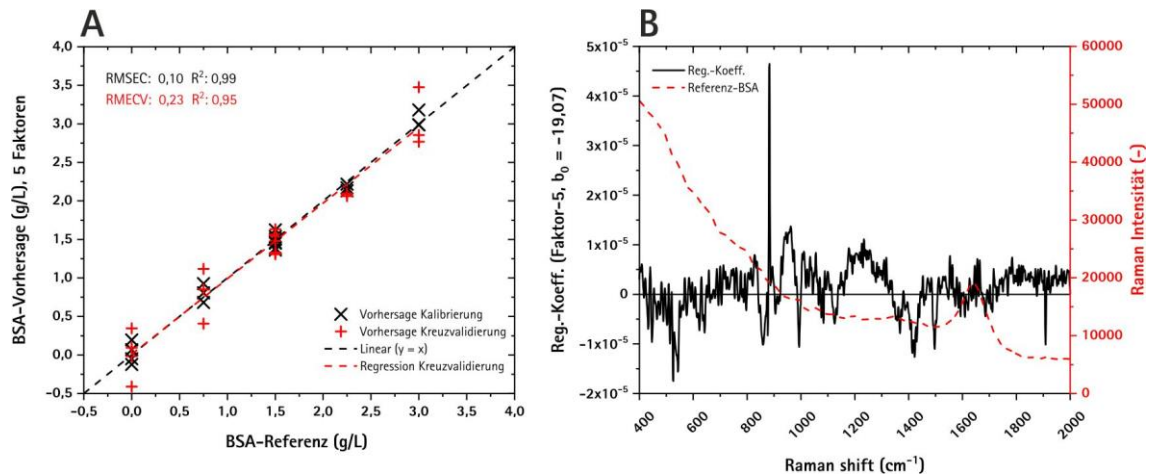 A
4,0
3,5
3,0
2,5
2,0
1,5
1,0
0,5
0,0
-0,5
-0,5 0,0 0,5 1,0 1,5 2,0 2,5 3,0 3,5 4,0
BSA-Vorhersage (g/L), 5 Faktoren
BSA-Referenz (g/L)
RMSEC: 0,10 R²: 0,99
RMECV: 0,23 R²: 0,95
Vorhersage Kalibrierung
Vorhersage Kreuzvalidierung
Linear (y = x)
Regression Kreuzvalidierung
B
5x10⁻⁵
4x10⁻⁵
3x10⁻⁵
2x10⁻⁵
1x10⁻⁵
0
-1x10⁻⁵
-2x10⁻⁵
Reg.-Koeff. (Faktor-5, b₀ = -19,07)
Reg.-Koeff.
Referenz-BSA
400 600 800 1000 1200 1400 1600 1800 2000
Raman shift (cm⁻¹)
60000
50000
40000
30000
20000
10000
0
Raman Intensität (-)